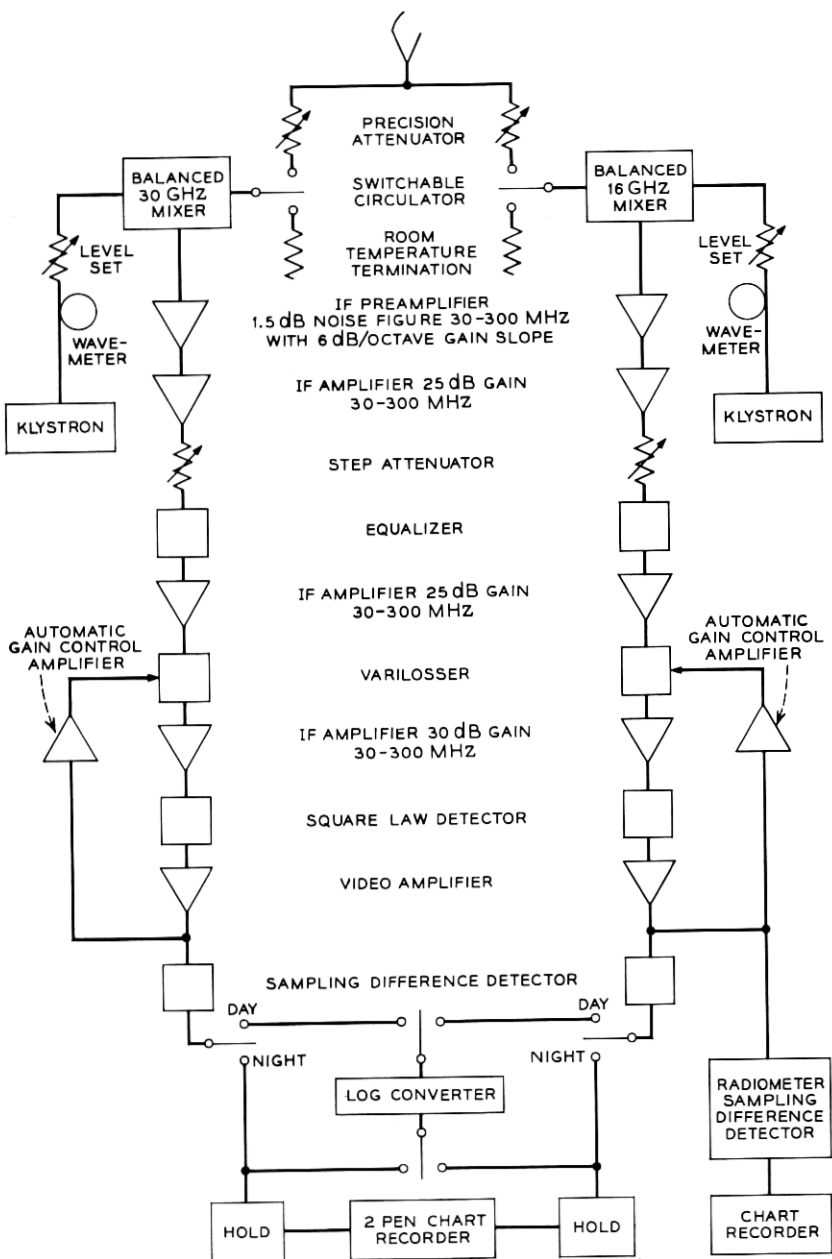 PRECISION
ATTENUATOR
BALANCED
30 GHZ
MIXER
SWITCHABLE
CIRCULATOR
BALANCED
16 GHZ
MIXER
LEVEL
SET
ROOM
TEMPERATURE
TERMINATION
LEVEL
SET
WAVE-
METER
IF PREAMPLIFIER
1.5 dB NOISE FIGURE 30-300 MHZ
WITH 6 dB/OCTAVE GAIN SLOPE
WAVE-
METER
KLYSTRON
IF AMPLIFIER 25 dB GAIN
30-300 MHZ
KLYSTRON
STEP ATTENUATOR
EQUALIZER
IF AMPLIFIER 25 dB GAIN
30-300 MHZ
AUTOMATIC
GAIN CONTROL
AMPLIFIER
VARILOSSER
AUTOMATIC
GAIN CONTROL
AMPLIFIER
IF AMPLIFIER 30 dB GAIN
30-300 MHZ
SQUARE LAW DETECTOR
VIDEO AMPLIFIER
SAMPLING DIFFERENCE DETECTOR
DAY
DAY
NIGHT
NIGHT
LOG CONVERTER
RADIOMETER
SAMPLING
DIFFERENCE
DETECTOR
HOLD
2 PEN CHART
RECORDER
HOLD
CHART
RECORDER